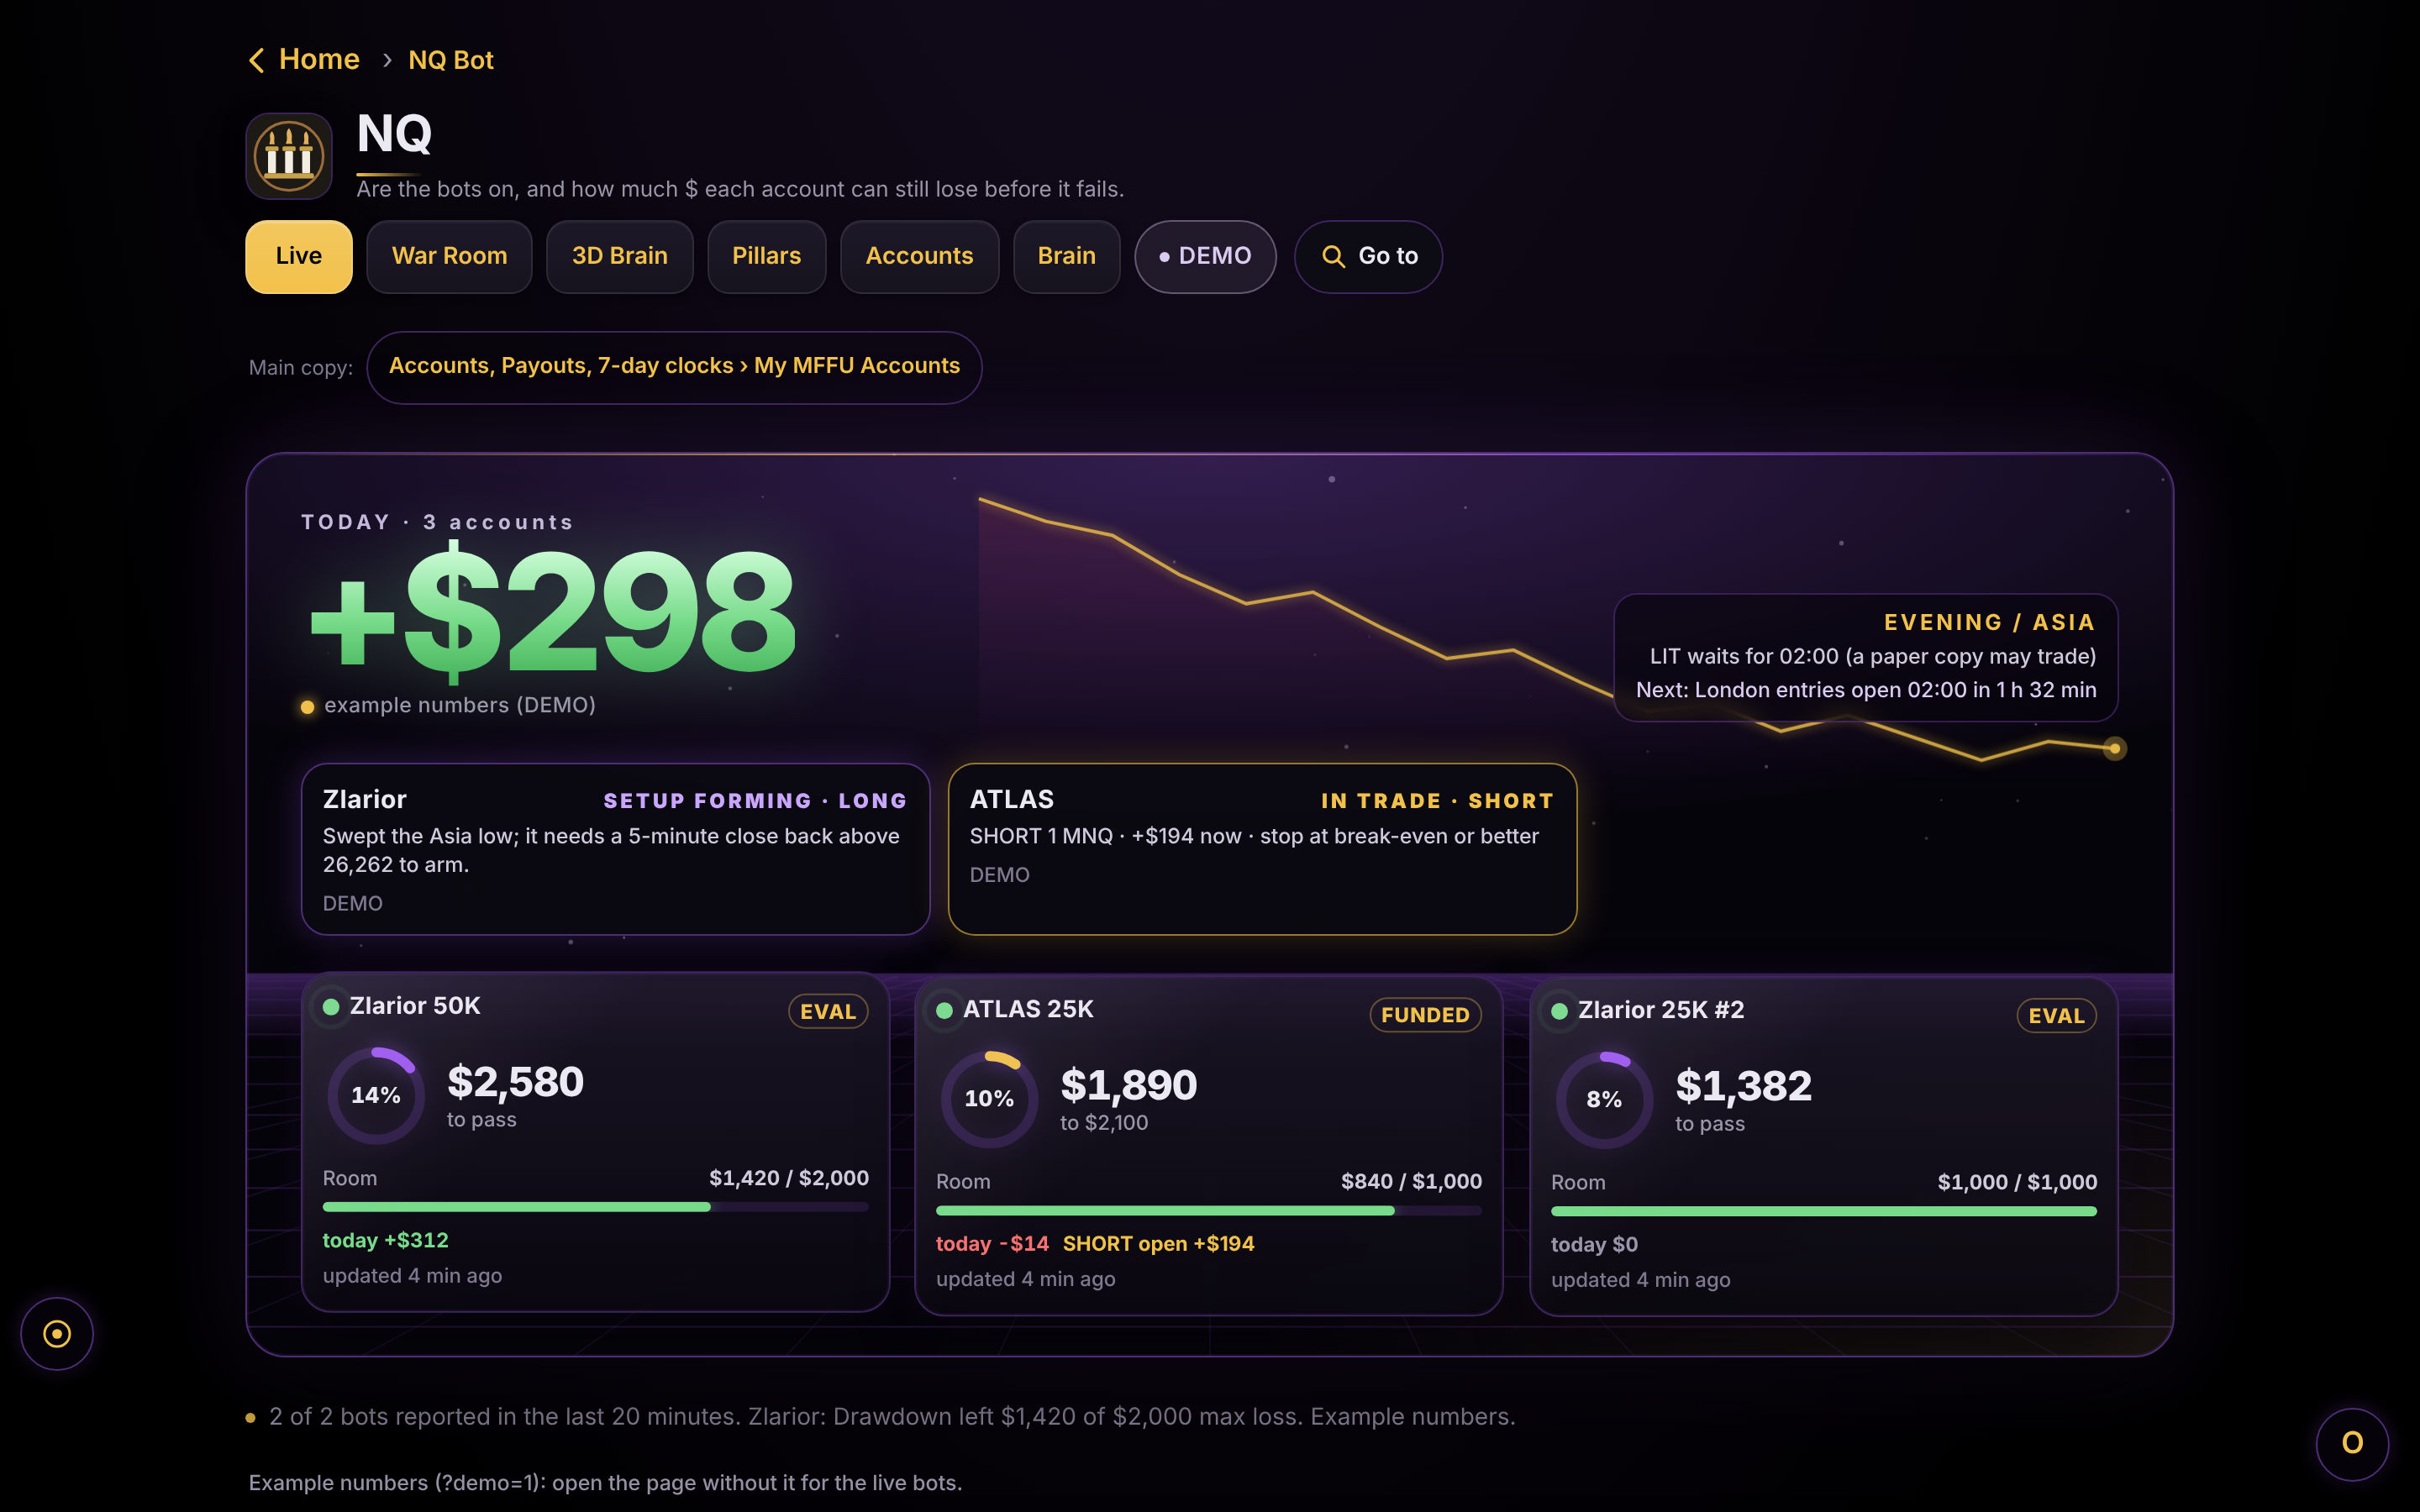 Home › NQ Bot
NQ
Are the bots on, and how much $ each account can still lose before it fails.
Live
War Room
3D Brain
Pillars
Accounts
Brain
• DEMO
Go to
Main copy:
Accounts, Payouts, 7-day clocks › My MFFU Accounts
TODAY · 3 accounts
+$298
example numbers (DEMO)
EVENING / ASIA
LIT waits for 02:00 (a paper copy may trade)
Next: London entries open 02:00 in 1 h 32 min
Zlarior
SETUP FORMING · LONG
Swept the Asia low; it needs a 5-minute close back above
26,262 to arm.
DEMO
ATLAS
IN TRADE · SHORT
SHORT 1 MNQ · +$194 now · stop at break-even or better
DEMO
Zlarior 50K
EVAL
14%
$2,580
to pass
Room
$1,420 / $2,000
today +$312
updated 4 min ago
ATLAS 25K
FUNDED
10%
$1,890
to $2,100
Room
$840 / $1,000
today -$14 SHORT open +$194
updated 4 min ago
Zlarior 25K #2
EVAL
8%
$1,382
to pass
Room
$1,000 / $1,000
today $0
updated 4 min ago
2 of 2 bots reported in the last 20 minutes. Zlarior: Drawdown left $1,420 of $2,000 max loss. Example numbers.
O
Example numbers (?demo=1): open the page without it for the live bots.